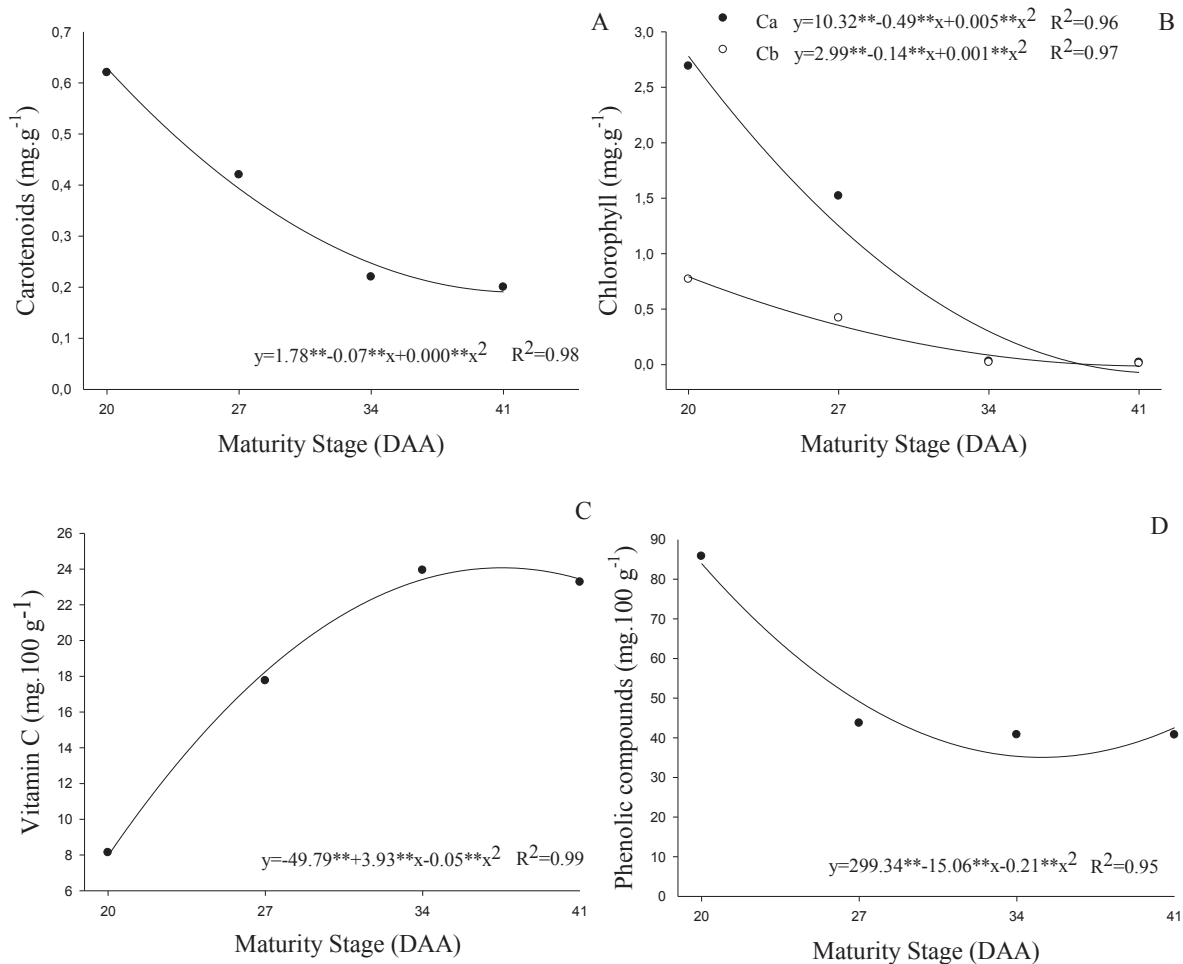 A
0,7
0,6
0,5
0,4
0,3
0,2
0,1
0,0
Carotenoids (mg.g-1)
y=1.78**-0.07**x+0.000**x2 R2=0.98
20 27 34 41
Maturity Stage (DAA)
B
Ca y=10.32**-0.49**x+0.005**x2 R2=0.96
Cb y=2.99**-0.14**x+0.001**x2 R2=0.97
3,0
2,5
2,0
1,5
1,0
0,5
0,0
Chlorophyll (mg.g-1)
20 27 34 41
Maturity Stage (DAA)
C
26
24
22
20
18
16
14
12
10
8
6
Vitamin C (mg.100 g-1)
y=-49.79**+3.93**x-0.05**x2 R2=0.99
20 27 34 41
Maturity Stage (DAA)
D
90
80
70
60
50
40
30
20
10
0
Phenolic compounds (mg.100 g-1)
y=299.34**-15.06**x-0.21**x2 R2=0.95
20 27 34 41
Maturity Stage (DAA)